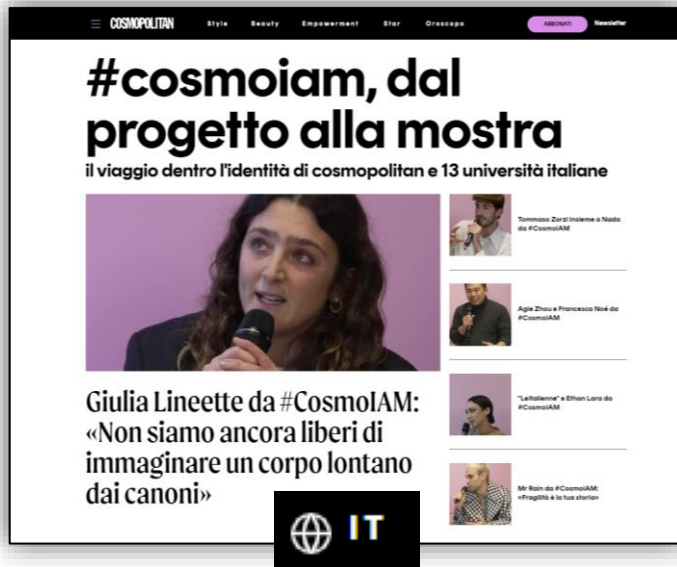 COSMOPOLITAN Style Beauty Empowerment Star Oroscopo ABBONATI Newsletter
#cosmoiam, dal
progetto alla mostra
il viaggio dentro l'identità di cosmopolitan e 13 università italiane
Tommaso Zorzi insieme a Nada
da #CosmoIAM
Agie Zhou e Francesca Noé da
#CosmoIAM
"Leitalienne" e Ethan Lara da
#CosmoIAM
Mr Rain da #CosmoIAM:
«Fragilità è la tua storia»
Giulia Lineette da #CosmoIAM:
«Non siamo ancora liberi di
immaginare un corpo lontano
dai canoni»
IT